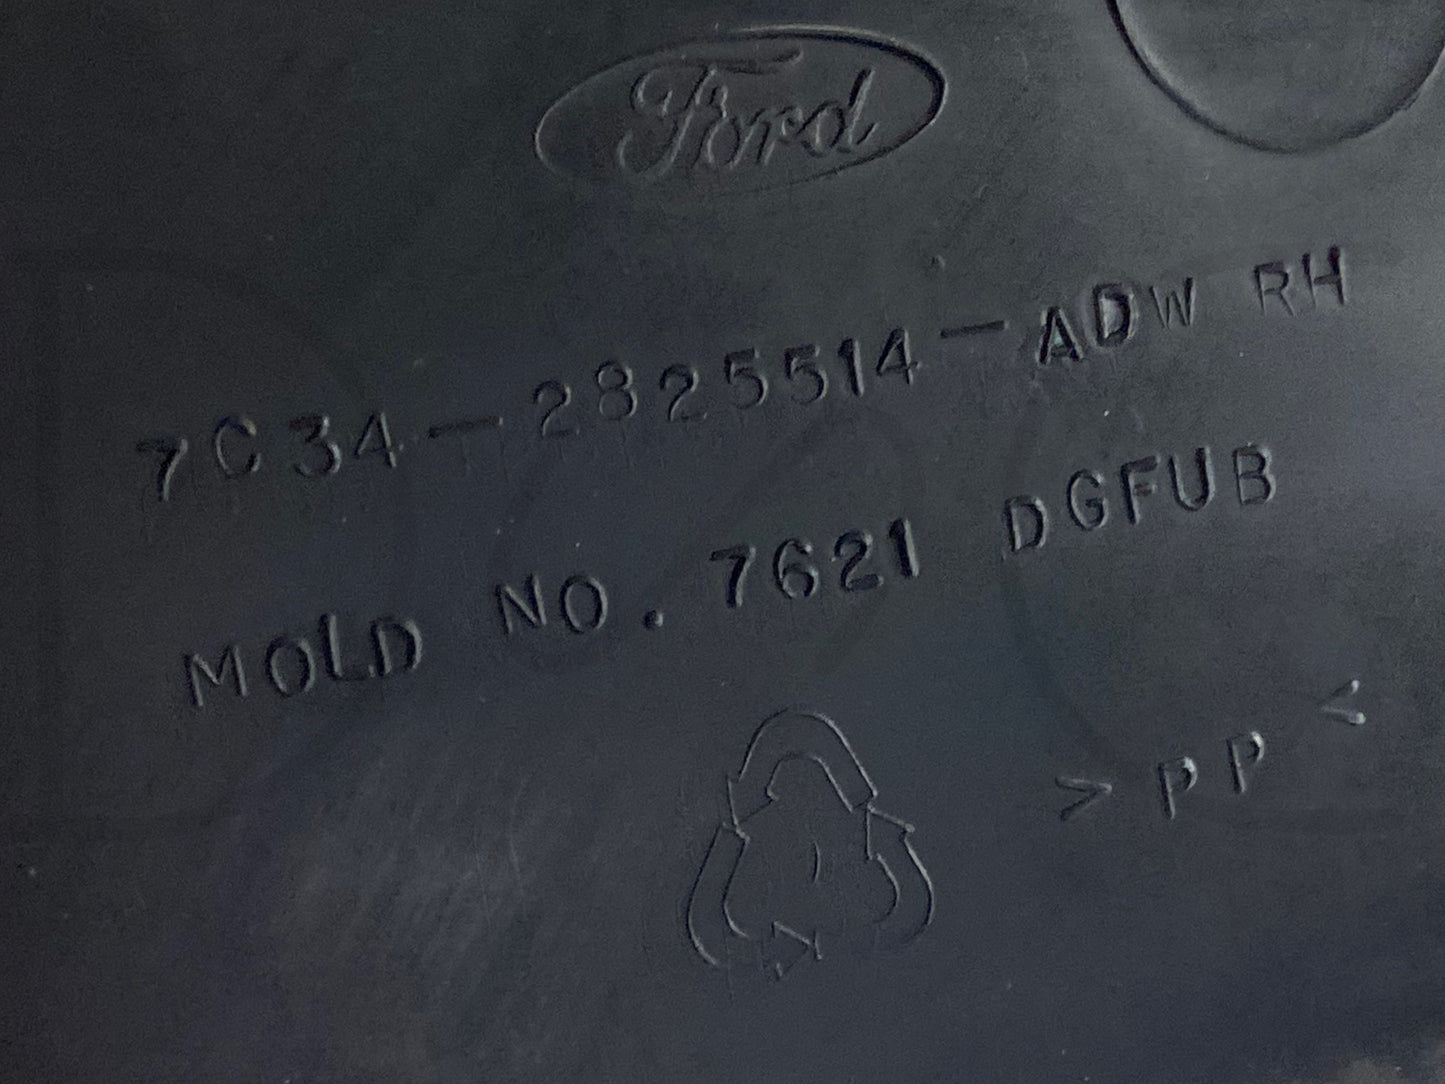 Ford
7C34-2825514-ADW RH
MOLD NO. 7621 DGFUB
> PP <